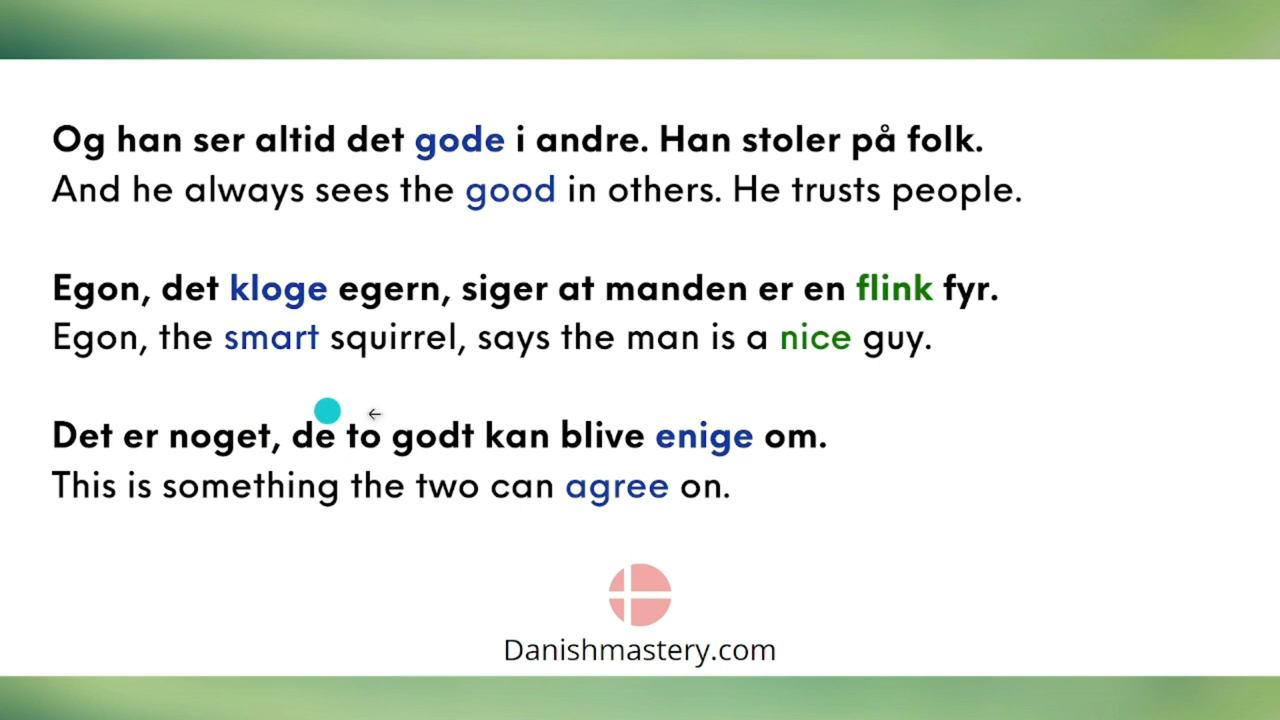 Og han ser altid det gode i andre. Han stoler på folk.
And he always sees the good in others. He trusts people.
Egon, det kloge egern, siger at manden er en flink fyr.
Egon, the smart squirrel, says the man is a nice guy.
Det er noget, de to godt kan blive enige om.
This is something the two can agree on.
Danishmastery.com